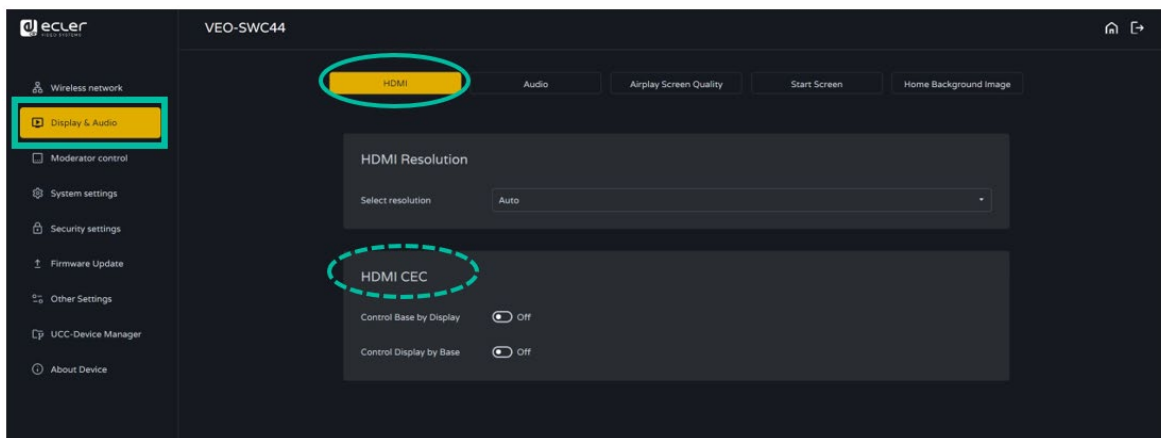 ecler
VIDEO SYSTEMS
VEO-SWC44
Wireless network
Display & Audio
Moderator control
System settings
Security settings
Firmware Update
Other Settings
UCC-Device Manager
About Device
HDMI
Audio
Airplay Screen Quality
Start Screen
Home Background Image
HDMI Resolution
Select resolution
Auto
HDMI CEC
Control Base by Display
Off
Control Display by Base
Off